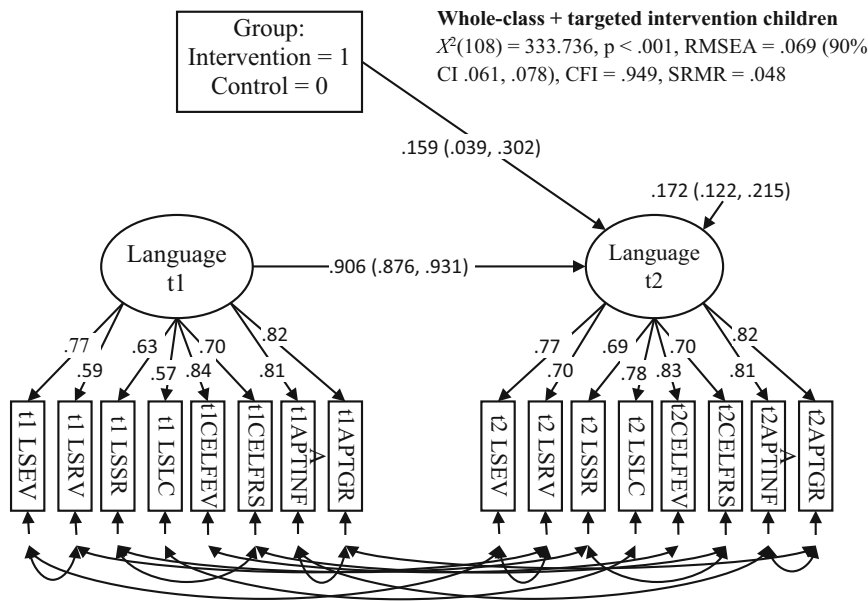 Group:
Intervention = 1
Control = 0
Whole-class + targeted intervention children
X²(108) = 333.736, p < .001, RMSEA = .069 (90%
CI .061, .078), CFI = .949, SRMR = .048
.159 (.039, .302)
.172 (.122, .215)
Language
t1
.906 (.876, .931)
Language
t2
.77
.59
.63
.57
.84
.70
.81
.82
.77
.70
.69
.78
.83
.70
.81
.82
t1 LSEV
t1 LSRV
t1 LSSR
t1 LSLC
t1CELFEV
t1CELFRS
t1APTINF
A
t1APTGR
t2 LSEV
t2 LSRV
t2 LSSR
t2 LSLC
t2CELFEV
t2CELFRS
t2APTINF
A
t2APTGR